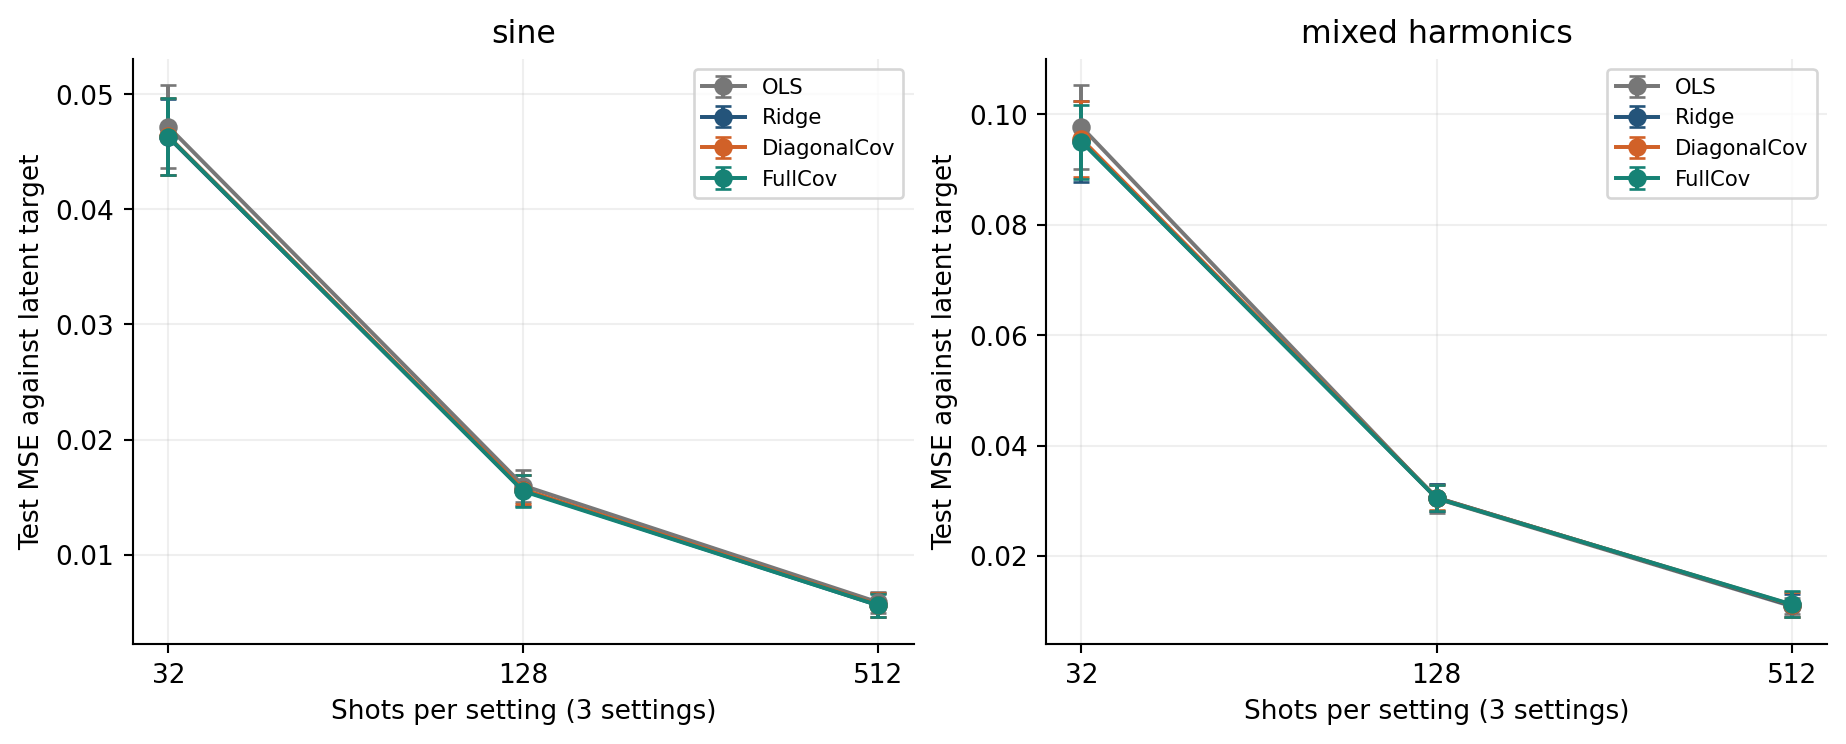 sine
Test MSE against latent target
0.05
0.04
0.03
0.02
0.01
OLS
Ridge
DiagonalCov
FullCov
32
128
512
Shots per setting (3 settings)
mixed harmonics
Test MSE against latent target
0.10
0.08
0.06
0.04
0.02
OLS
Ridge
DiagonalCov
FullCov
32
128
512
Shots per setting (3 settings)